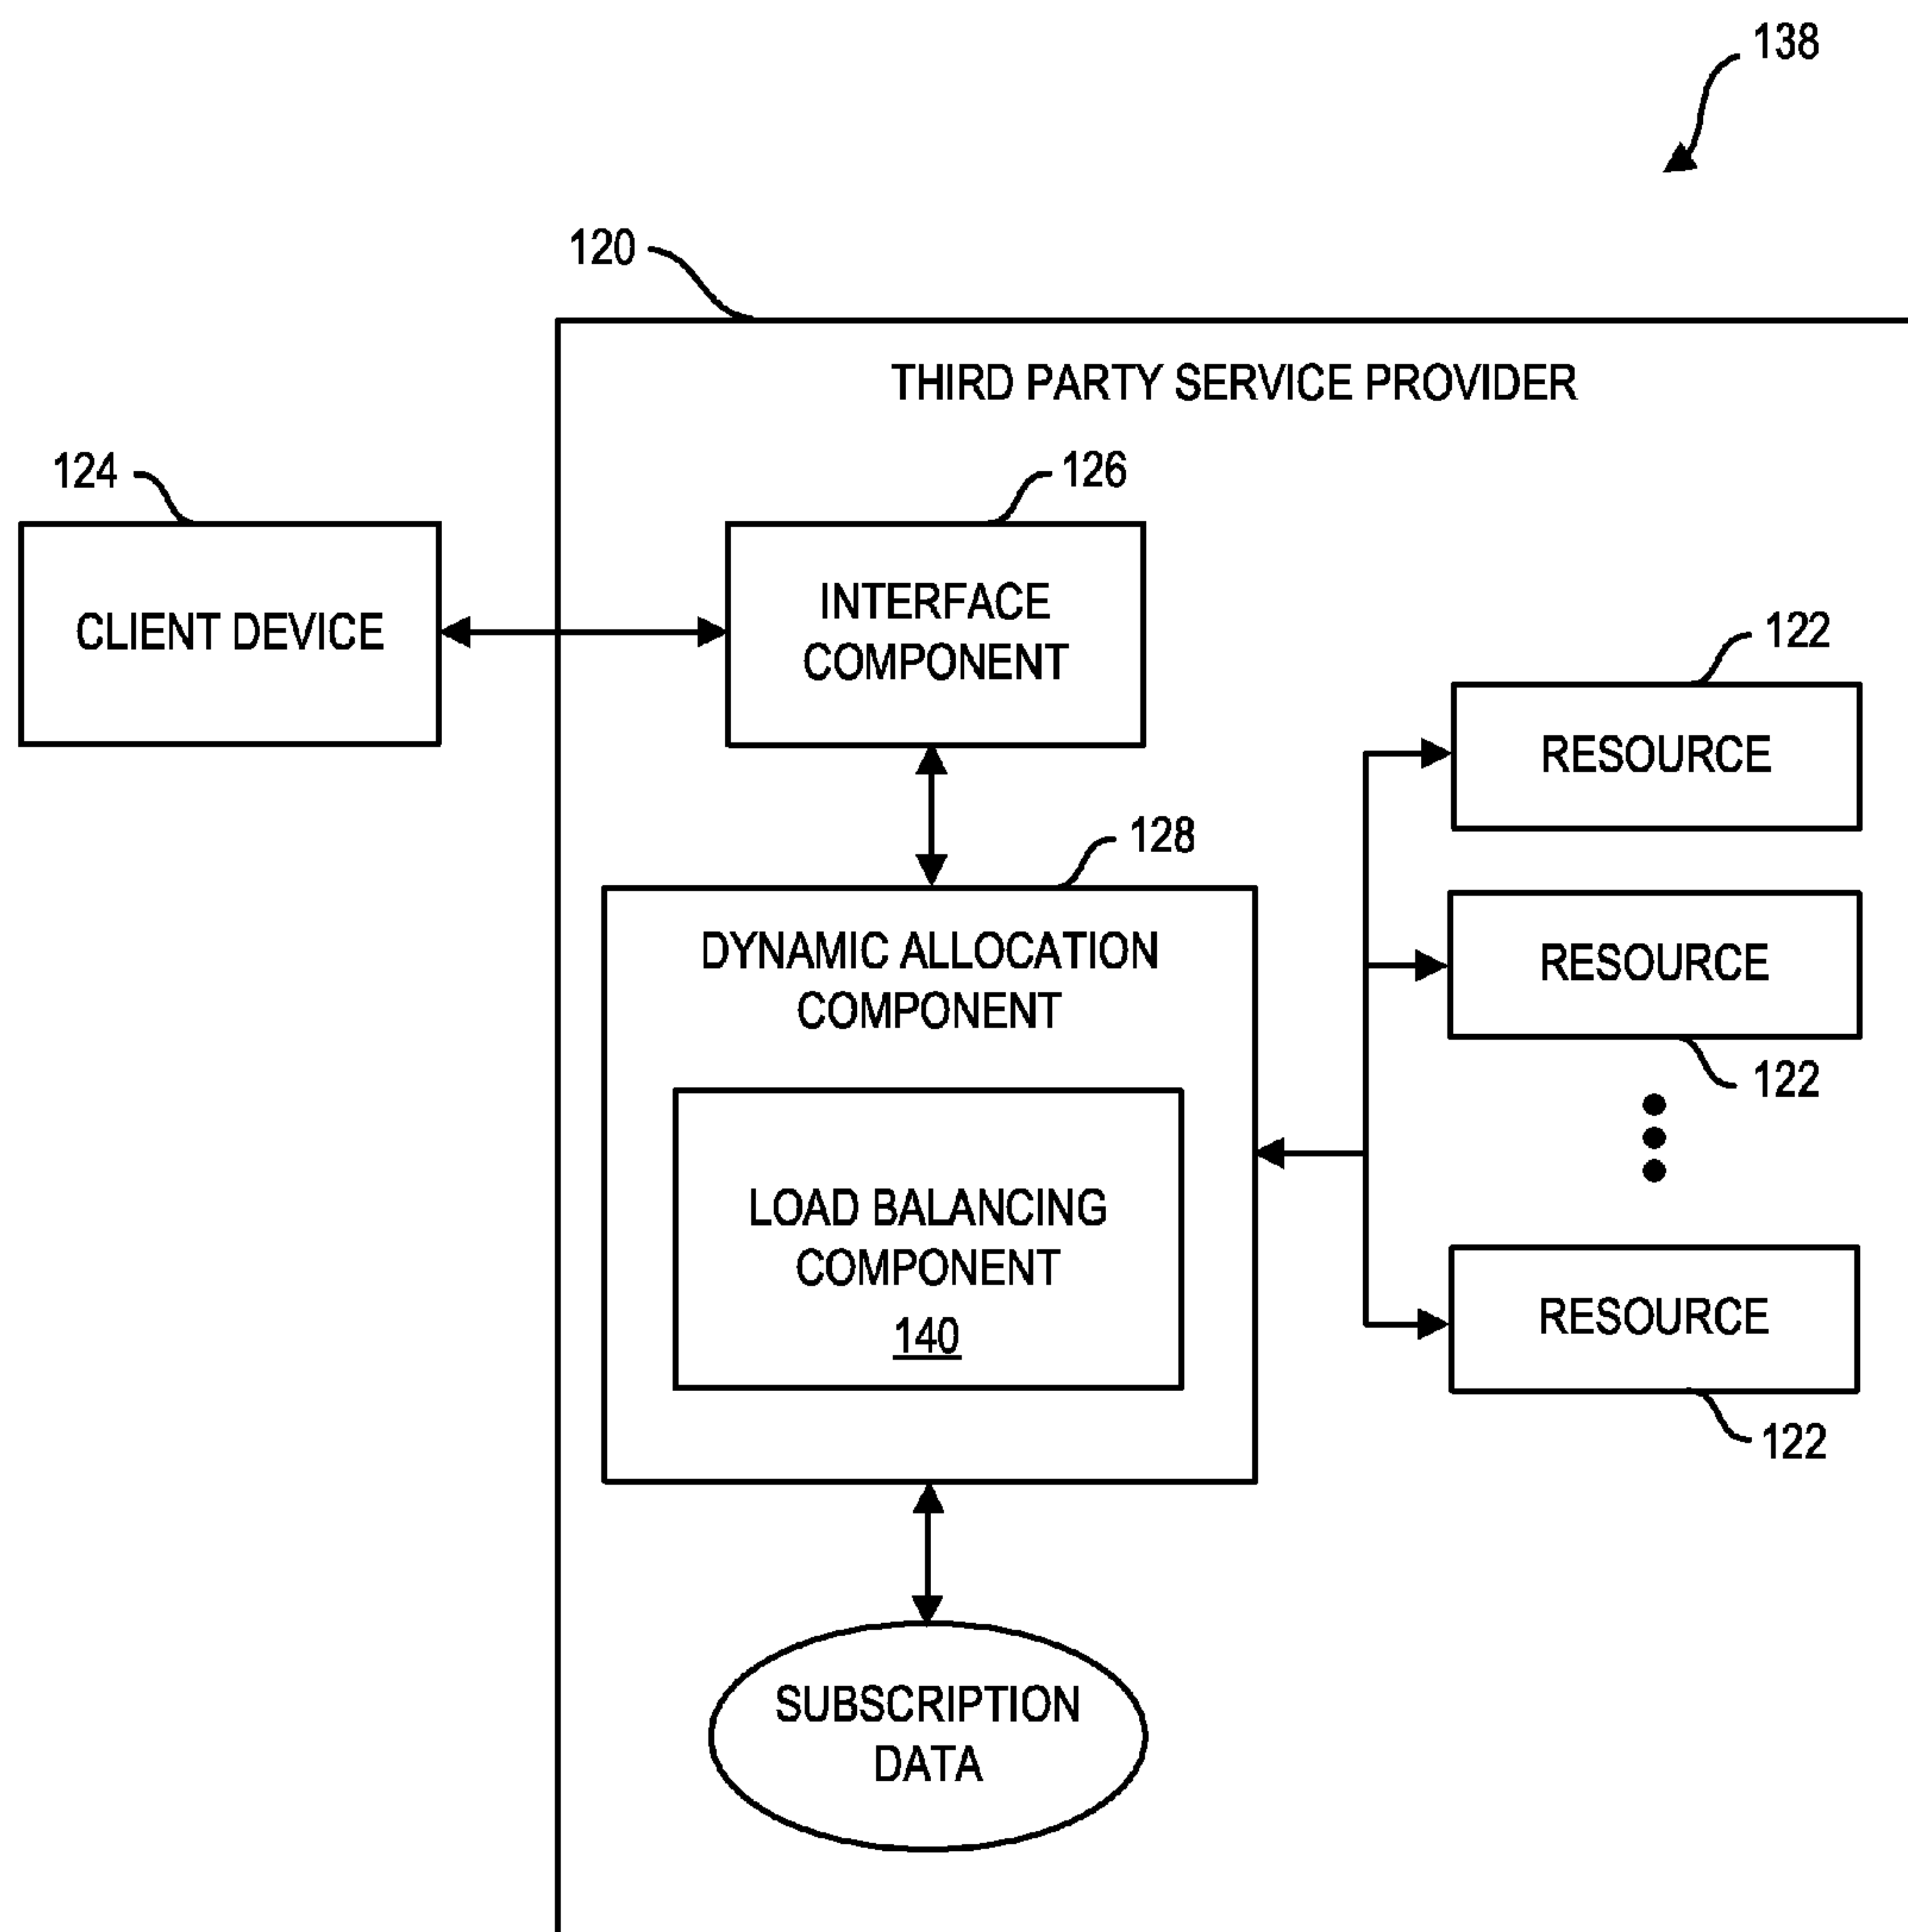 138
120
THIRD PARTY SERVICE PROVIDER
124
126
CLIENT DEVICE
INTERFACE
COMPONENT
122
RESOURCE
128
DYNAMIC ALLOCATION
COMPONENT
RESOURCE
122
LOAD BALANCING
COMPONENT
140
RESOURCE
122
SUBSCRIPTION
DATA